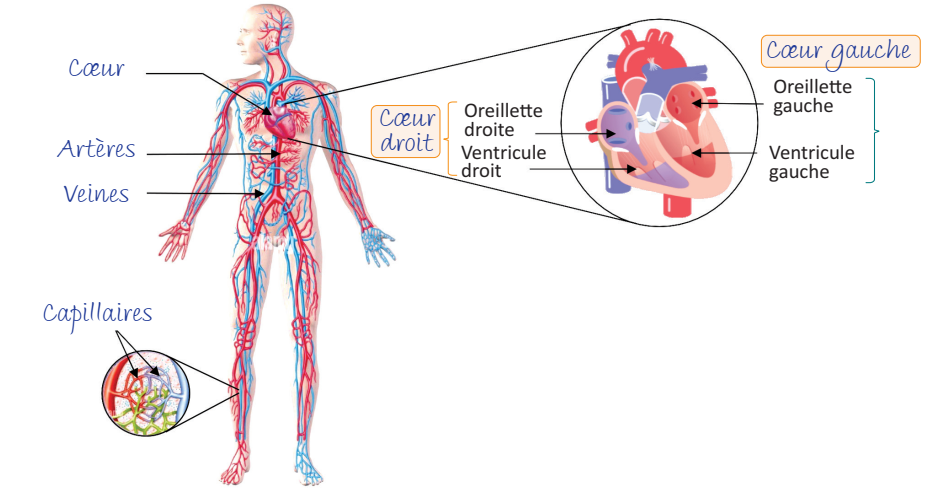 Cœur
Artères
Veines
Capillaires
Cœur
droit
Oreillette
droite
Ventricule
droit
Cœur gauche
Oreillette
gauche
Ventricule
gauche